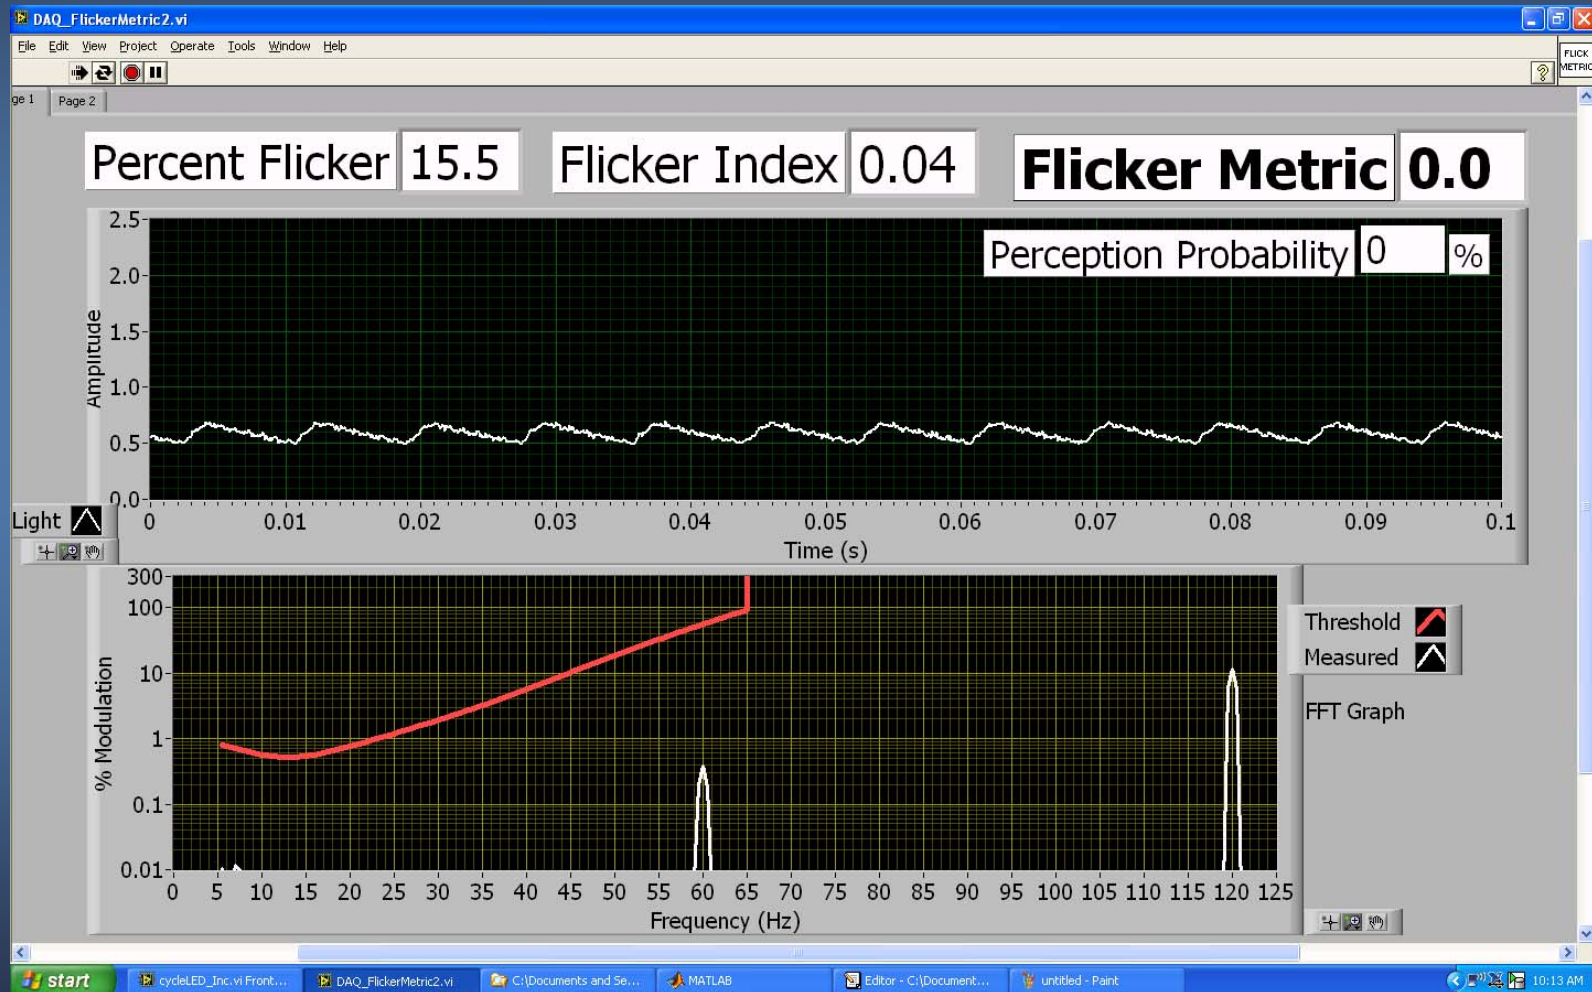 DAQ_FlickerMetric2.vi
File Edit View Project Operate Tools Window Help
FLICK
METRIC
ge 1 Page 2
Percent Flicker 15.5 Flicker Index 0.04 Flicker Metric 0.0
Perception Probability 0 %
Amplitude
2.5
2.0
1.5
1.0
0.5
0.0
Light
0 0.01 0.02 0.03 0.04 0.05 0.06 0.07 0.08 0.09 0.1
Time (s)
% Modulation
300
100
10
1
0.1
0.01
0 5 10 15 20 25 30 35 40 45 50 55 60 65 70 75 80 85 90 95 100 105 110 115 120 125
Frequency (Hz)
Threshold
Measured
FFT Graph
start cycleLED_Inc.vi Front... DAQ_FlickerMetric2.vi C:\Documents and Se... MATLAB Editor - C:\Document... untitled - Paint 10:13 AM